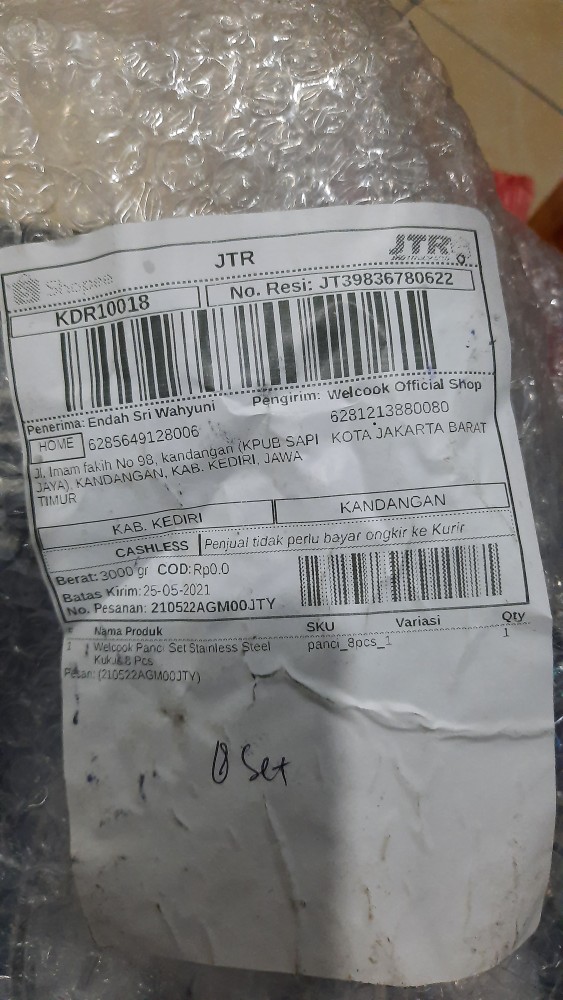 JTR
Shopee
JTR
KDR10018
No. Resi: JT39836780622
Penerima: Endah Sri Wahyuni
Pengirim: Welcook Official Shop
HOME 6285649128006
6281213880080
KOTA JAKARTA BARAT
Jl. Imam fakih No 98, kandangan (KPUB SAPI
JAYA), KANDANGAN, KAB. KEDIRI, JAWA
TIMUR
KAB. KEDIRI
KANDANGAN
CASHLESS Penjual tidak perlu bayar ongkir ke Kurir
Berat: 3000 gr COD: Rp0.0
Batas Kirim: 25-05-2021
No. Pesanan: 210522AGM00JTY
# Nama Produk SKU Variasi Qty
1 Welcook Panci Set Stainless Steel panci_8pcs_1 1
Kukus 8 Pcs
Pesan: (210522AGM00JTY)
8 Set